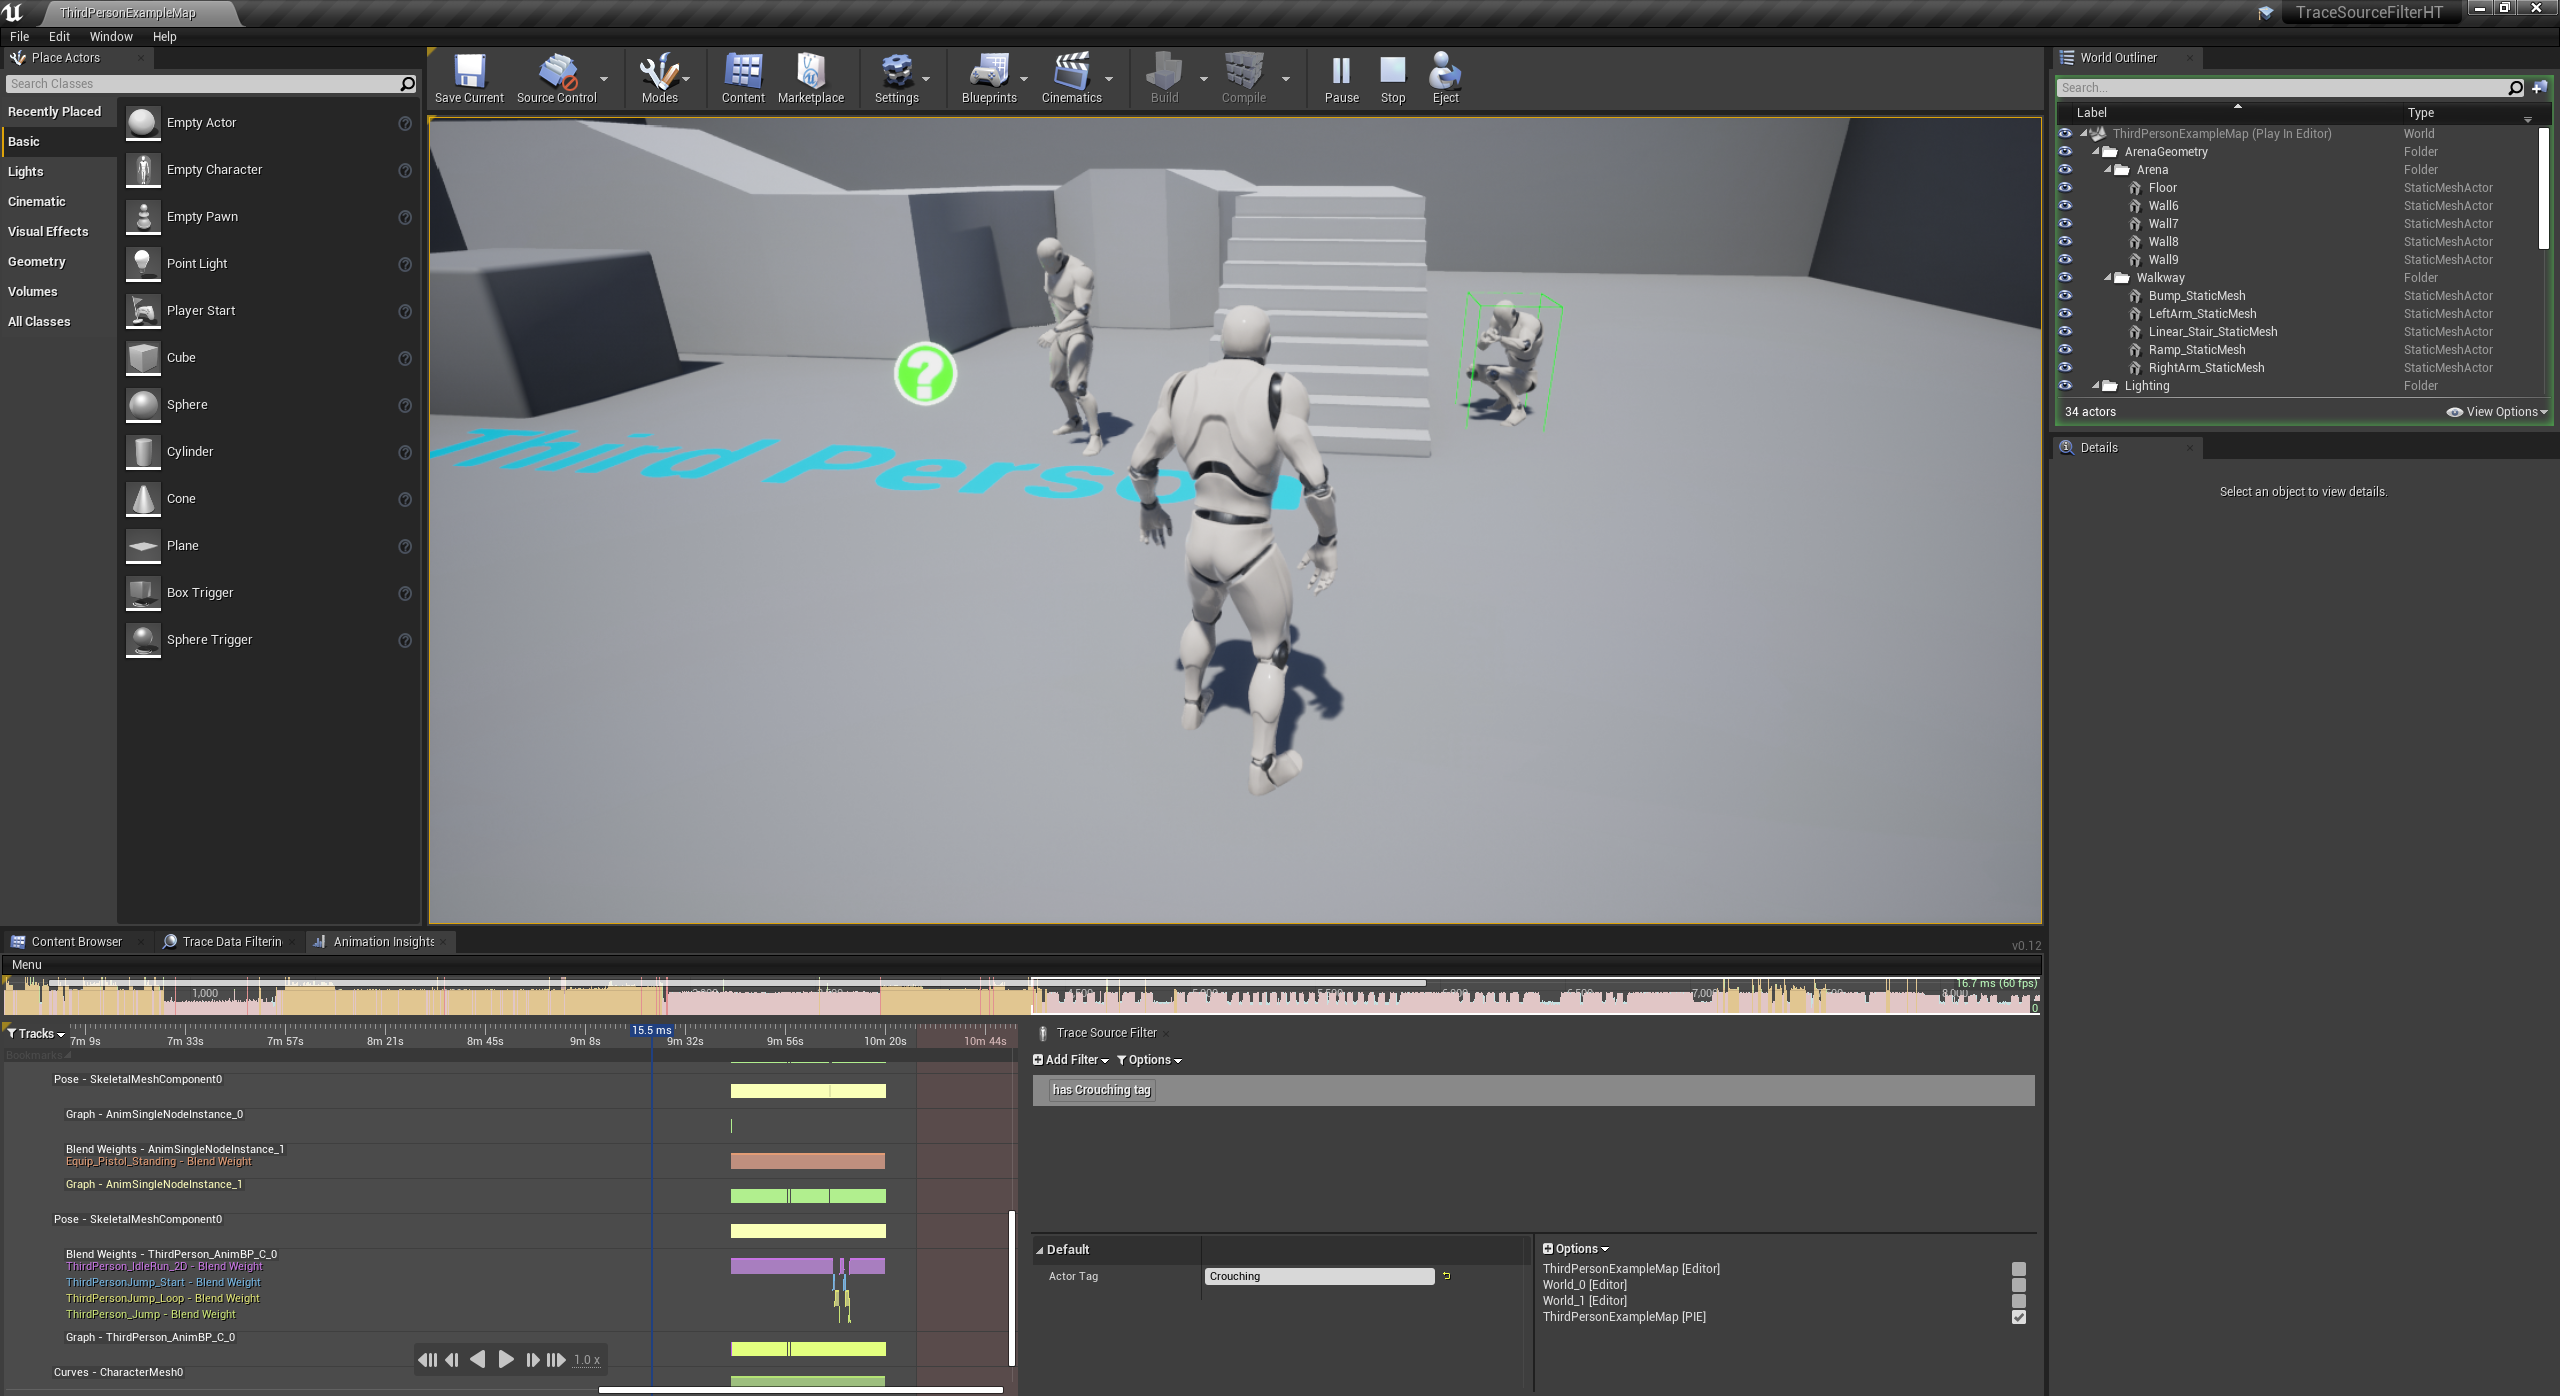 ThirdPersonExampleMap
TraceSourceFilterHT
File Edit Window Help
Place Actors
Search Classes
Recently Placed
Basic
Lights
Cinematic
Visual Effects
Geometry
Volumes
All Classes
Empty Actor
Empty Character
Empty Pawn
Point Light
Player Start
Cube
Sphere
Cylinder
Cone
Plane
Box Trigger
Sphere Trigger
Save Current
Source Control
Modes
Content
Marketplace
Settings
Blueprints
Cinematics
Build
Compile
Pause
Stop
Eject
Third Person
World Outliner
Search...
Label Type
ThirdPersonExampleMap (Play In Editor) World
ArenaGeometry Folder
Arena Folder
Floor StaticMeshActor
Wall6 StaticMeshActor
Wall7 StaticMeshActor
Wall8 StaticMeshActor
Wall9 StaticMeshActor
Walkway Folder
Bump_StaticMesh StaticMeshActor
LeftArm_StaticMesh StaticMeshActor
Linear_Stair_StaticMesh StaticMeshActor
Ramp_StaticMesh StaticMeshActor
RightArm_StaticMesh StaticMeshActor
Lighting Folder
34 actors View Options
Details
Select an object to view details.
Content Browser
Trace Data Filterin
Animation Insights
v0.12
Menu
1,000
7,000
16.7 ms (60 fps)
0
Tracks
15.5 ms
7m 9s 7m 33s 7m 57s 8m 21s 8m 45s 9m 8s 9m 32s 9m 56s 10m 20s 10m 44s
Bookmarks
Pose - SkeletalMeshComponent0
Graph - AnimSingleNodeInstance_0
Blend Weights - AnimSingleNodeInstance_1
Equip_Pistol_Standing - Blend Weight
Graph - AnimSingleNodeInstance_1
Pose - SkeletalMeshComponent0
Blend Weights - ThirdPerson_AnimBP_C_0
ThirdPerson_IdleRun_2D - Blend Weight
ThirdPersonJump_Start - Blend Weight
ThirdPersonJump_Loop - Blend Weight
ThirdPerson_Jump - Blend Weight
Graph - ThirdPerson_AnimBP_C_0
Curves - CharacterMesh0
1.0 x
Trace Source Filter
Add Filter Options
has Crouching tag
Default
Actor Tag Crouching
Options
ThirdPersonExampleMap [Editor]
World_0 [Editor]
World_1 [Editor]
ThirdPersonExampleMap [PIE]